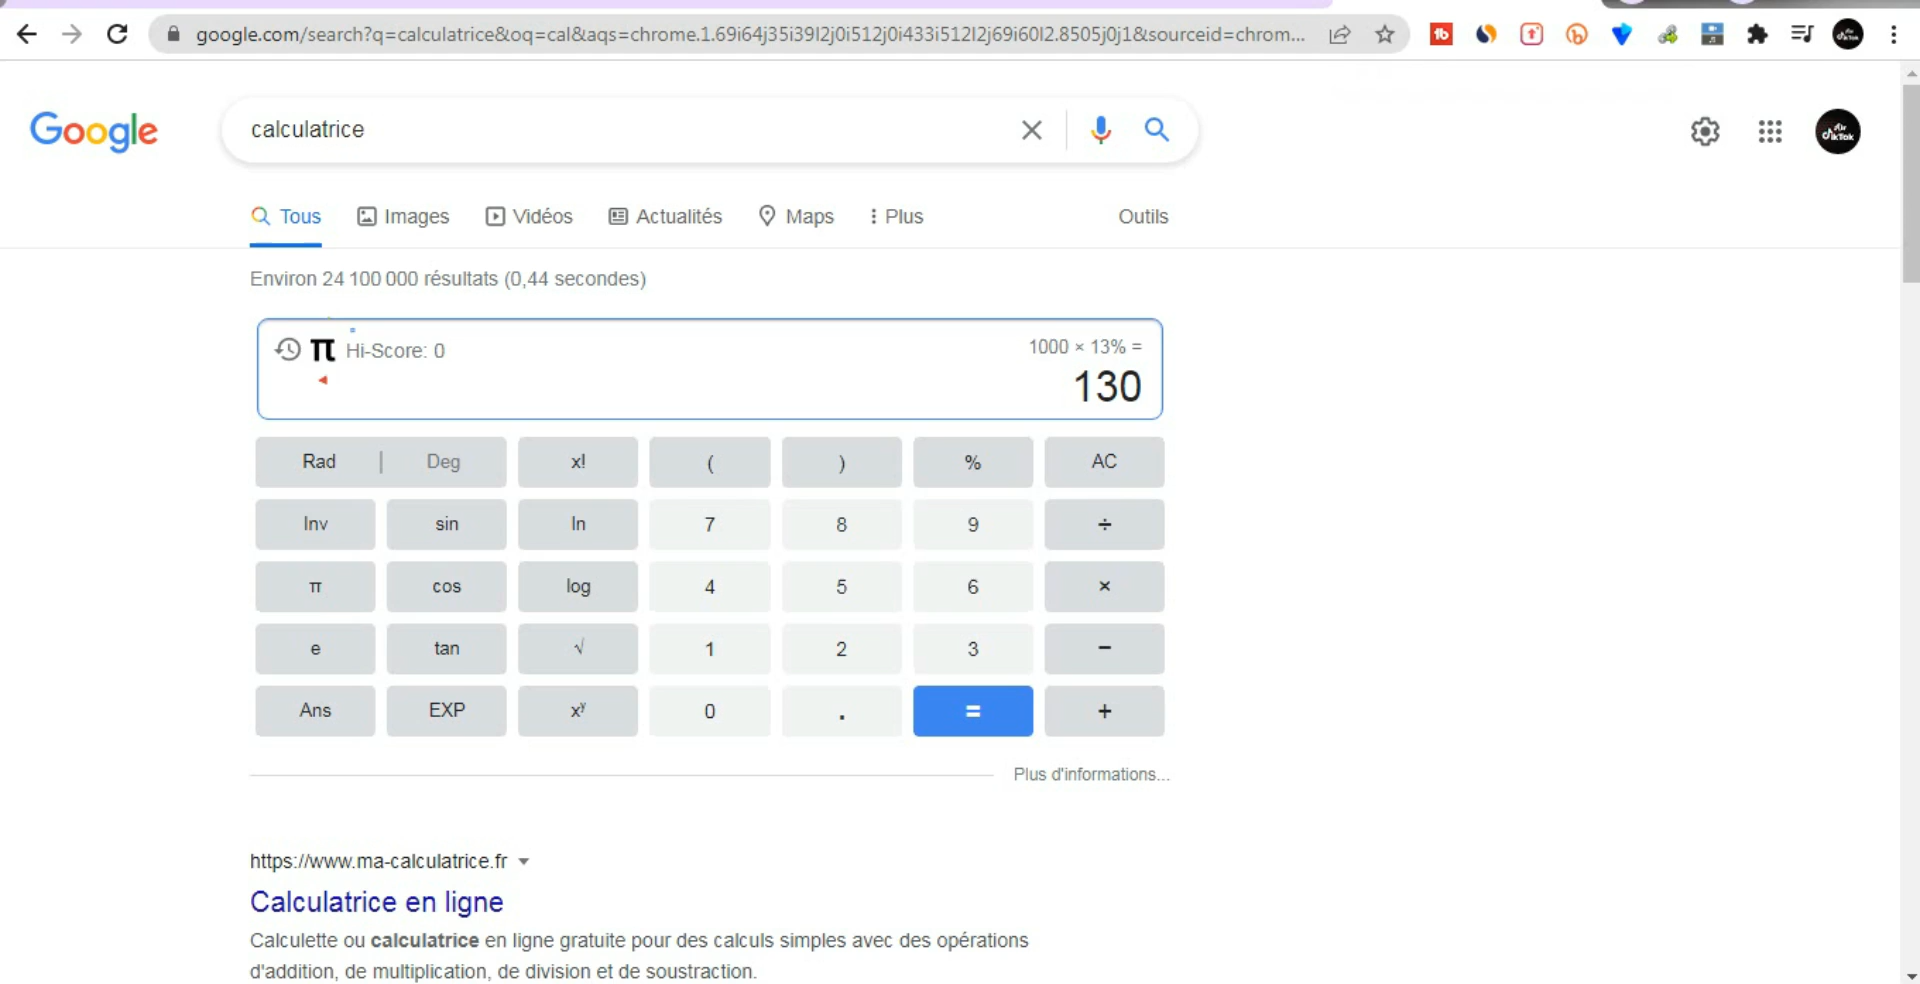 google.com/search?q=calculatrice&oq=cal&aqs=chrome.1.69i64j35i39l2j0i512j0i433i512l2j69i60l2.8505j0j1&sourceid=chrom...
Google
calculatrice
Tous Images Vidéos Actualités Maps Plus Outils
Environ 24 100 000 résultats (0,44 secondes)
π Hi-Score: 0 1000 × 13% =
130
Rad | Deg x! ( ) % AC
Inv sin ln 7 8 9 ÷
π cos log 4 5 6 ×
e tan √ 1 2 3 −
Ans EXP xʸ 0 . = +
Plus d'informations...
https://www.ma-calculatrice.fr
Calculatrice en ligne
Calculette ou calculatrice en ligne gratuite pour des calculs simples avec des opérations
d'addition, de multiplication, de division et de soustraction.